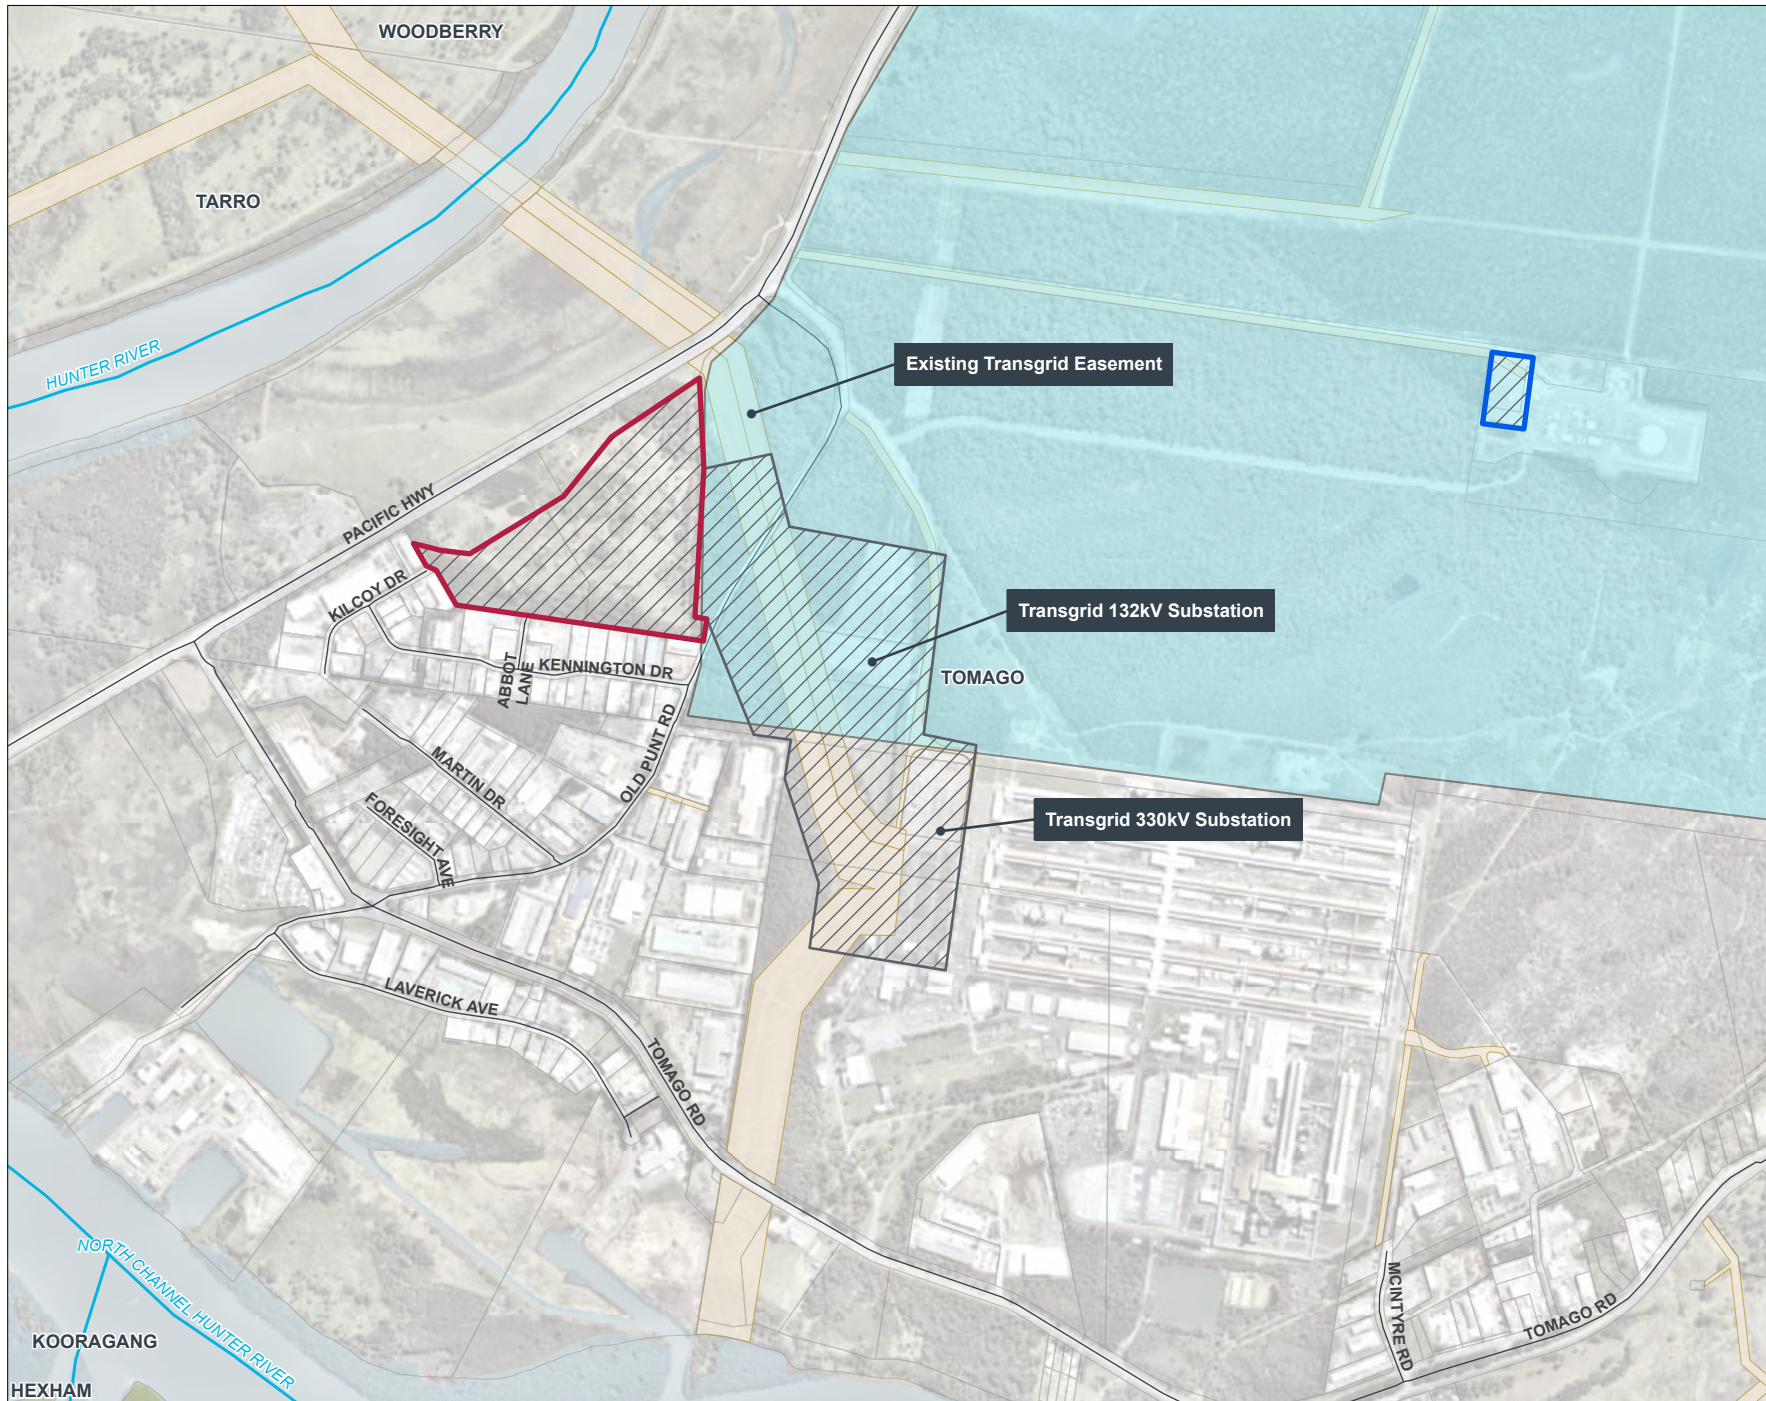 WOODBERRY
TARRO
HUNTER RIVER
Existing Transgrid Easement
PACIFIC HWY
KILCOY DR
Transgrid 132kV Substation
ABBOT
LANE
KENNINGTON DR
TOMAGO
OLD PUNT RD
MARTIN DR
FORESIGHT AVE
Transgrid 330kV Substation
LAVERICK AVE
TOMAGO RD
NORTH CHANNEL HUNTER RIVER
MCINTYRE RD
TOMAGO RD
KOORAGANG
HEXHAM